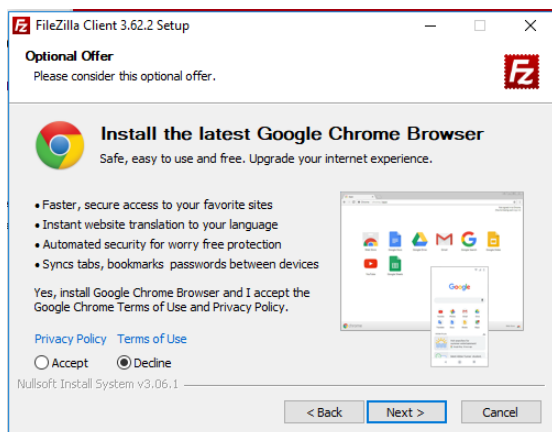 FileZilla Client 3.62.2 Setup
Optional Offer
Please consider this optional offer.
Fz
Install the latest Google Chrome Browser
Safe, easy to use and free. Upgrade your internet experience.
• Faster, secure access to your favorite sites
• Instant website translation to your language
• Automated security for worry free protection
• Syncs tabs, bookmarks passwords between devices
Google
Yes, install Google Chrome Browser and I accept the
Google Chrome Terms of Use and Privacy Policy.
Privacy Policy Terms of Use
Accept Decline
Nullsoft Install System v3.06.1
< Back Next > Cancel